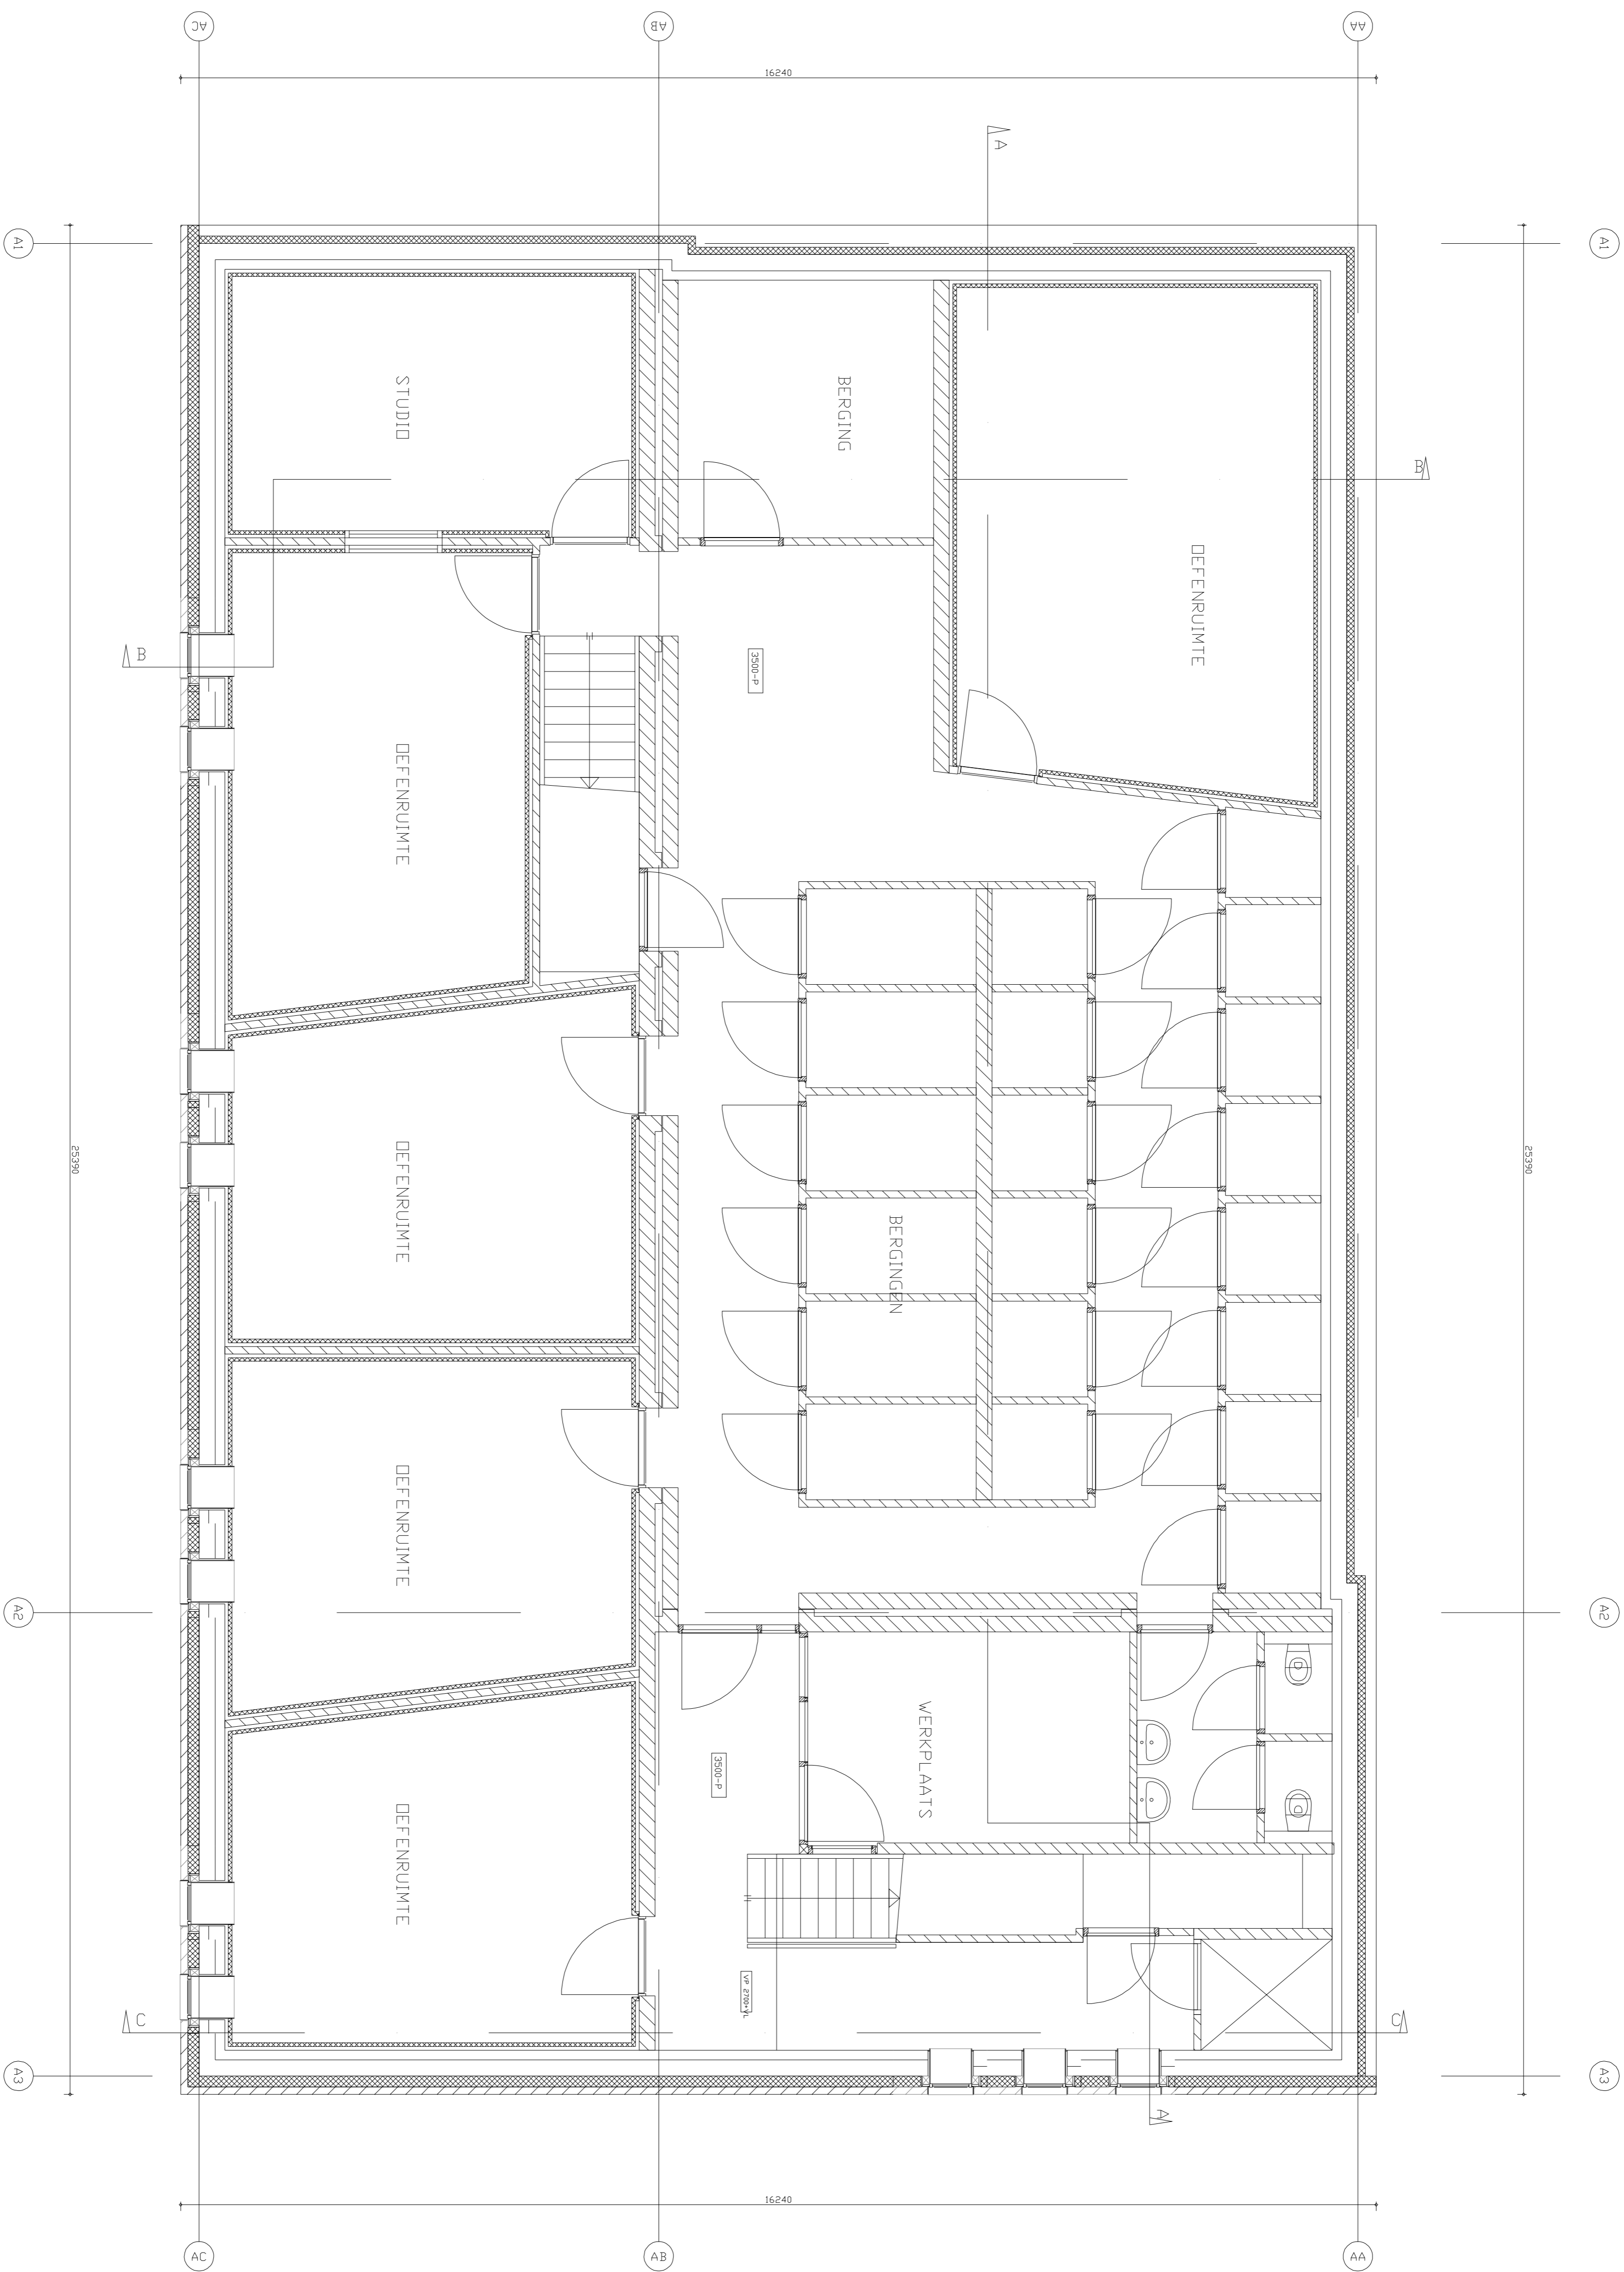 AC
AB
AA
16240
A
A1
A1
STUDIO
BERGING
B
OEFENRUIMTE
B
3500-P
OEFENRUIMTE
25390
25390
OEFENRUIMTE
BERGINGEN
OEFENRUIMTE
A2
A2
WERKPLAATS
3500-P
OEFENRUIMTE
VP 2700+VL
C
C
A3
A3
A
16240
AC
AB
AA